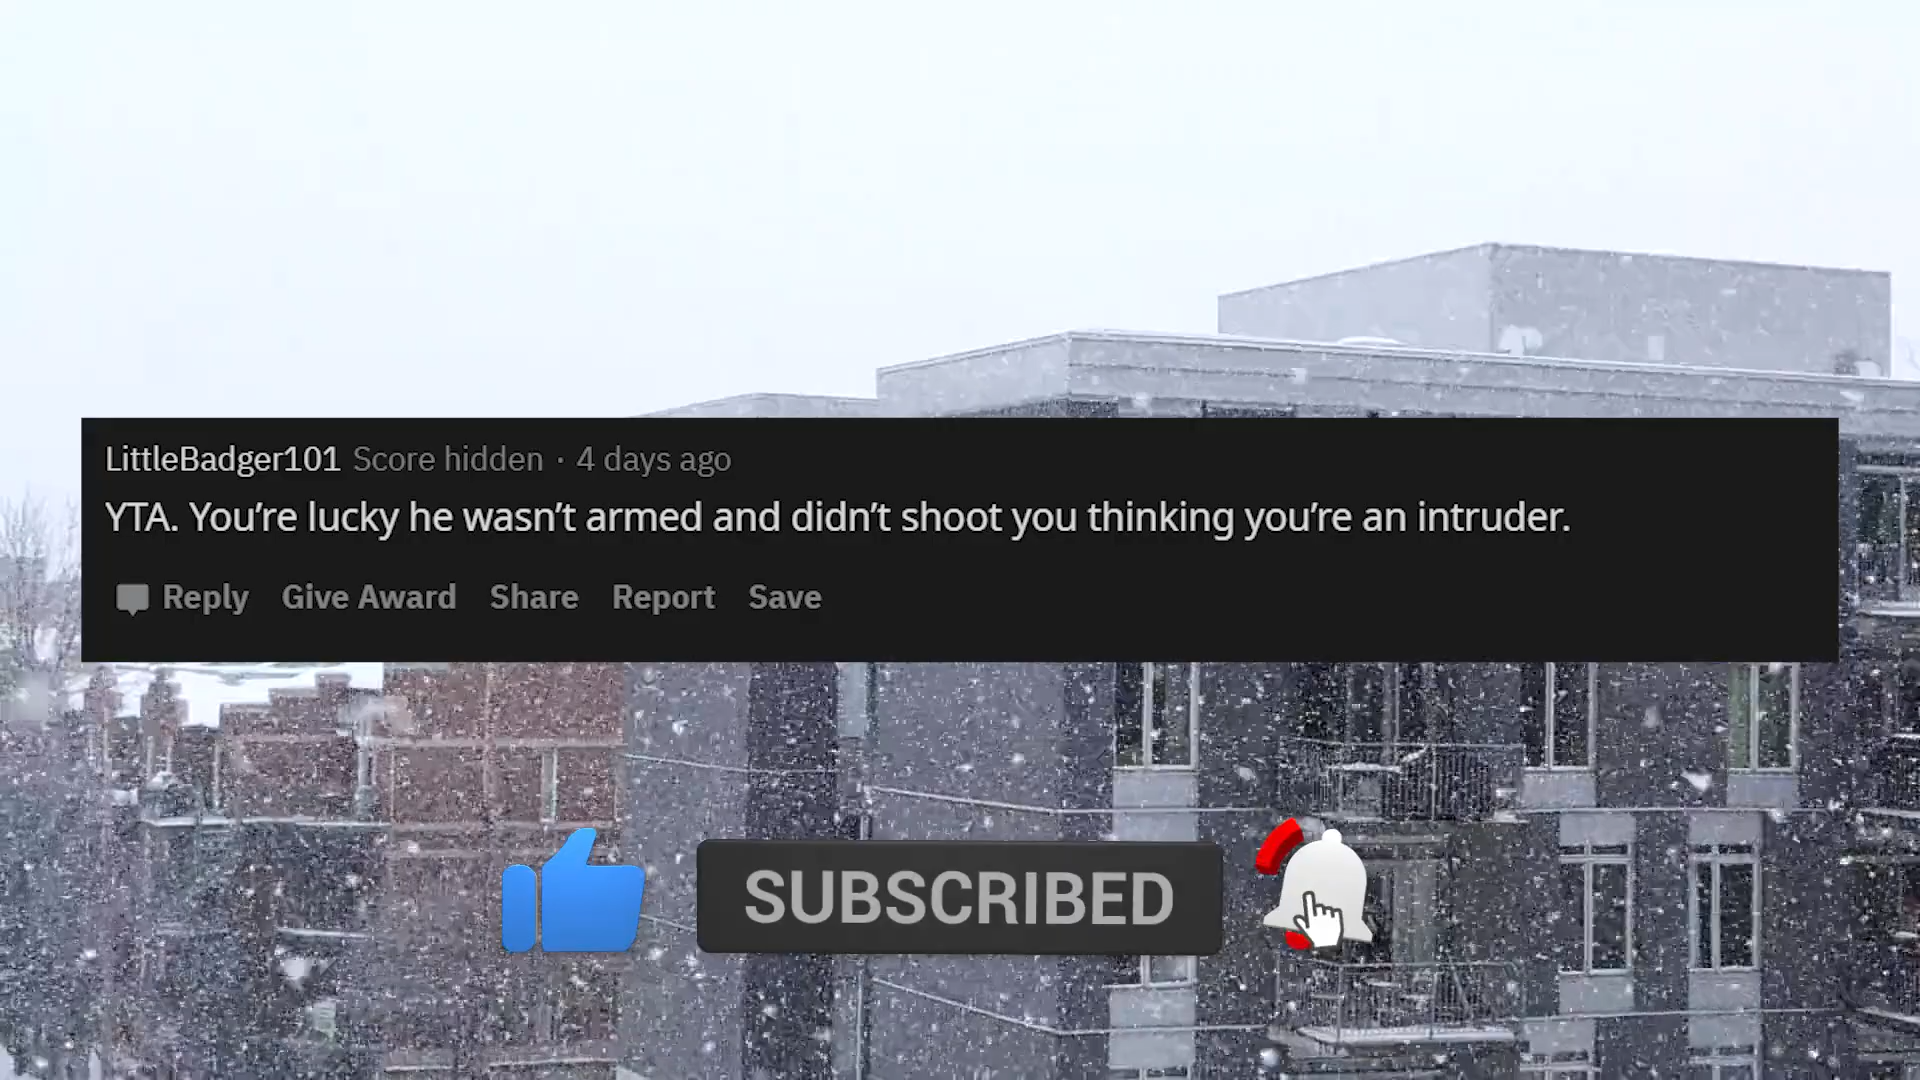 LittleBadger101 Score hidden · 4 days ago
YTA. You’re lucky he wasn’t armed and didn’t shoot you thinking you’re an intruder.
Reply Give Award Share Report Save
SUBSCRIBED